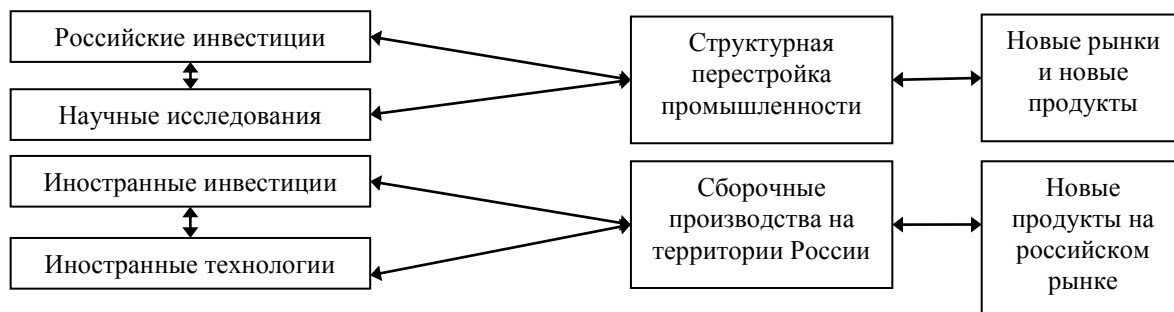 Российские инвестиции
Научные исследования
Структурная
перестройка
промышленности
Новые рынки
и новые
продукты
Иностранные инвестиции
Иностранные технологии
Сборочные
производства на
территории России
Новые
продукты на
российском
рынке